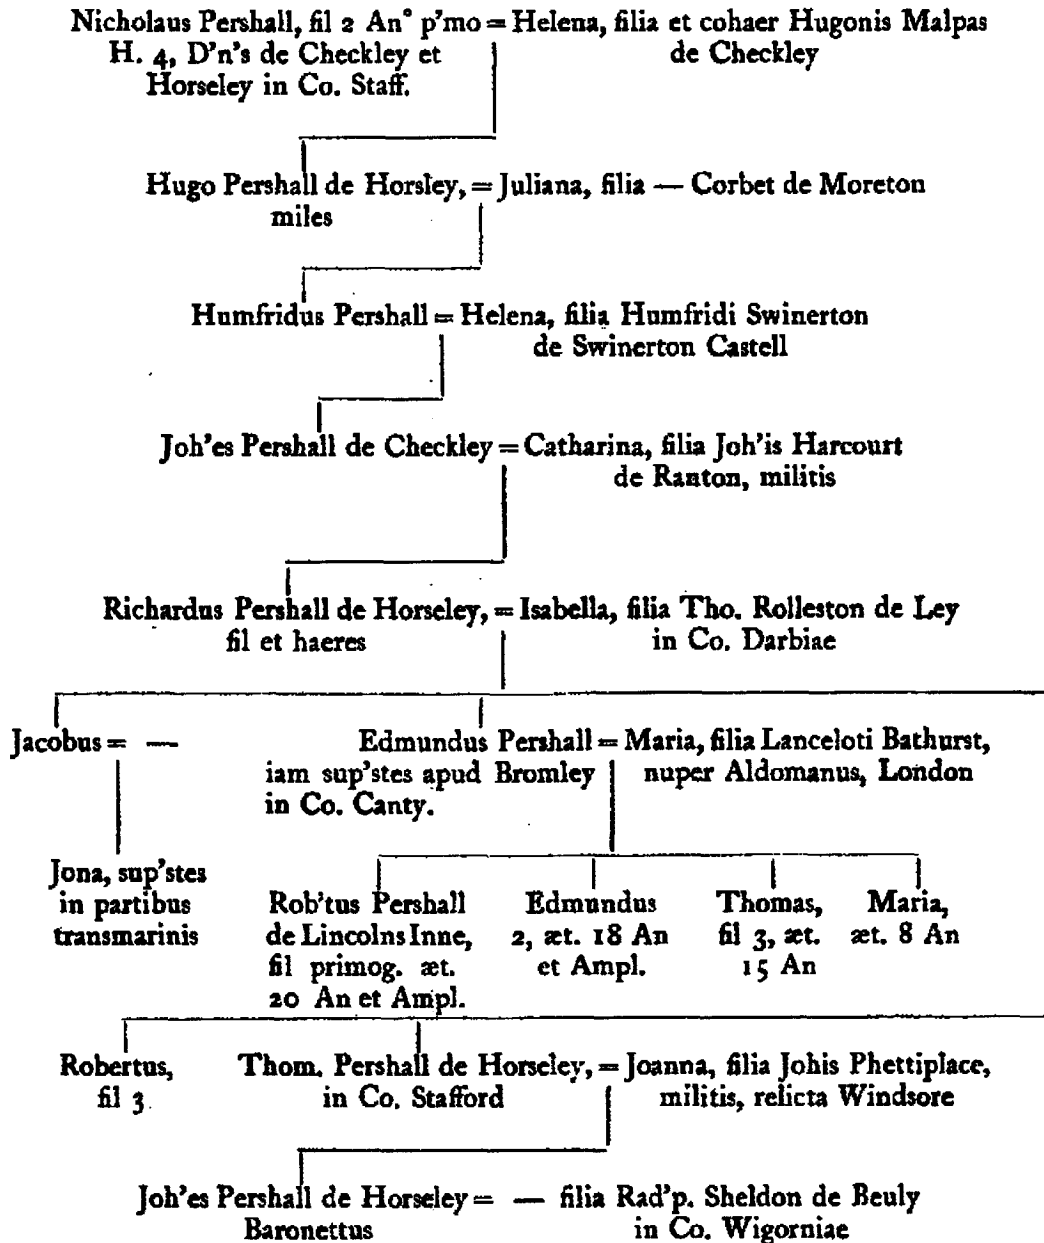 Nicholaus Pershall, fil 2 An° p'mo = Helena, filia et cohaer Hugonis Malpas
H. 4, D'n's de Checkley et
Horseley in Co. Staff.
de Checkley
Hugo Pershall de Horsley, = Juliana, filia — Corbet de Moreton
miles
Humfridus Pershall = Helena, filia Humfridi Swinerton
de Swinerton Castell
Joh'es Pershall de Checkley = Catharina, filia Joh'is Harcourt
de Ranton, militis
Richardus Pershall de Horseley, = Isabella, filia Tho. Rolleston de Ley
fil et haeres
in Co. Darbiae
Jacobus = —
Edmundus Pershall = Maria, filia Lanceloti Bathurst,
iam sup'stes apud Bromley
in Co. Canty.
nuper Aldomanus, London
Jona, sup'stes
in partibus
transmarinis
Rob'tus Pershall
de Lincolns Inne,
fil primog. æt.
20 An et Ampl.
Edmundus
2, æt. 18 An
et Ampl.
Thomas,
fil 3, æt.
15 An
Maria,
æt. 8 An
Robertus,
fil 3
Thom. Pershall de Horseley, = Joanna, filia Johis Phettiplace,
in Co. Stafford
militis, relicta Windsore
Joh'es Pershall de Horseley = — filia Rad'p. Sheldon de Beuly
Baronettus
in Co. Wigorniae